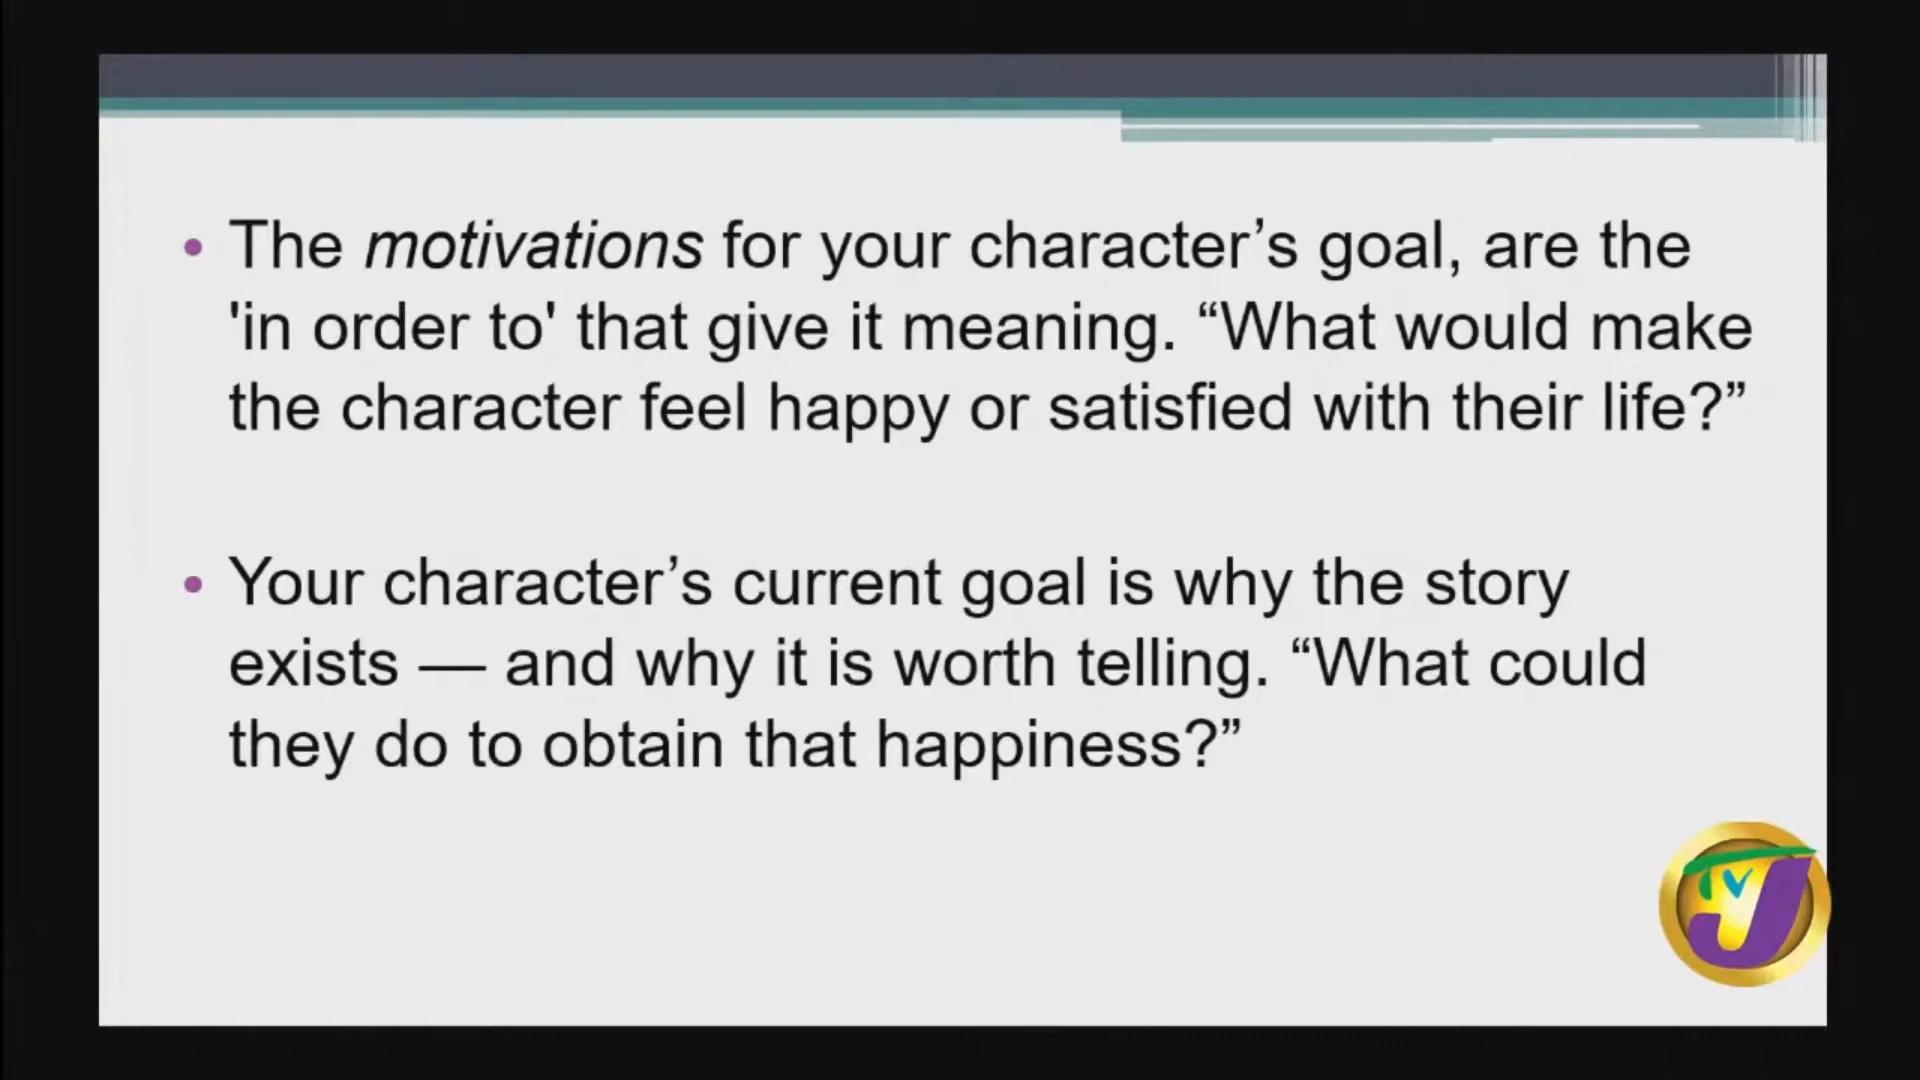 • The motivations for your character’s goal, are the
'in order to' that give it meaning. “What would make
the character feel happy or satisfied with their life?”
• Your character’s current goal is why the story
exists — and why it is worth telling. “What could
they do to obtain that happiness?”
TVJ